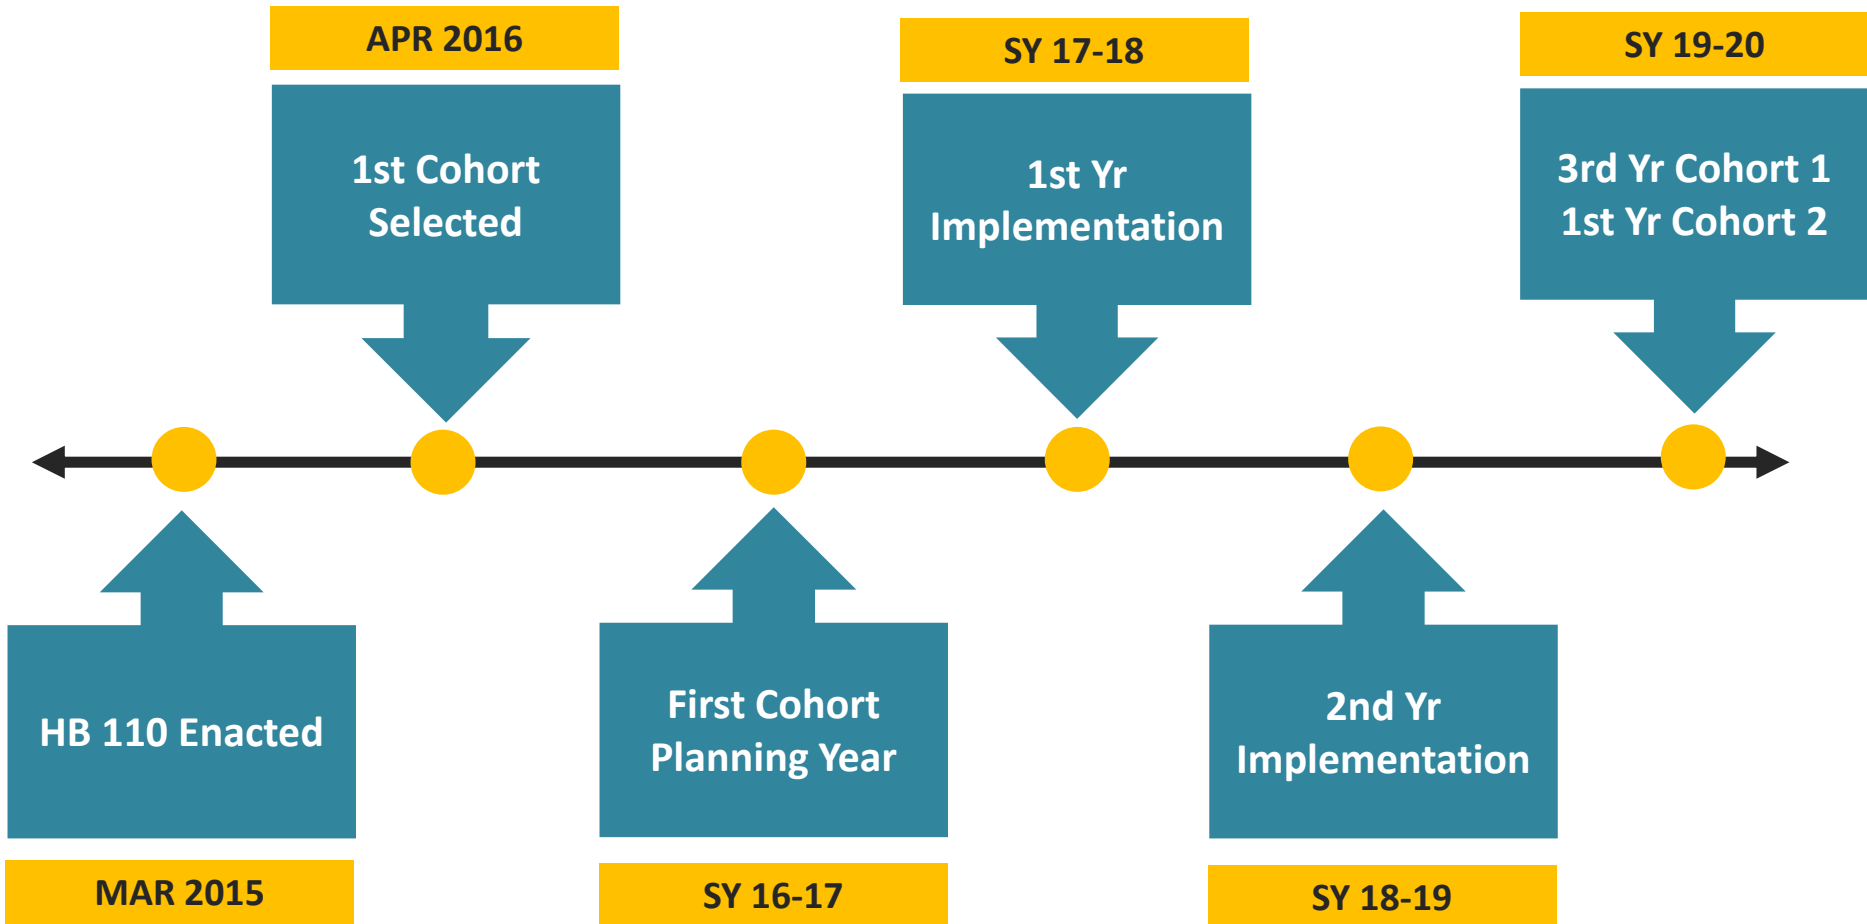 APR 2016
1st Cohort
Selected
SY 17-18
1st Yr
Implementation
SY 19-20
3rd Yr Cohort 1
1st Yr Cohort 2
HB 110 Enacted
MAR 2015
First Cohort
Planning Year
SY 16-17
2nd Yr
Implementation
SY 18-19